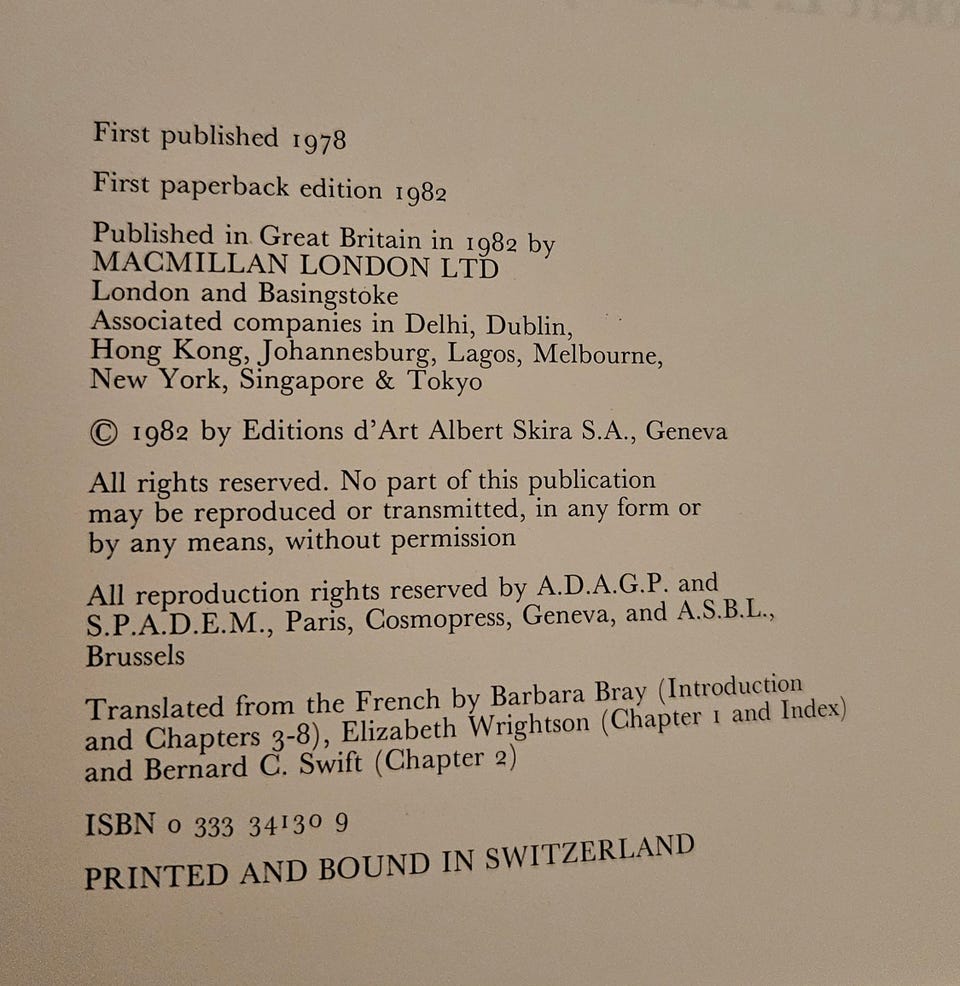 First published 1978
First paperback edition 1982
Published in Great Britain in 1982 by
MACMILLAN LONDON LTD
London and Basingstoke
Associated companies in Delhi, Dublin,
Hong Kong, Johannesburg, Lagos, Melbourne,
New York, Singapore & Tokyo
© 1982 by Editions d'Art Albert Skira S.A., Geneva
All rights reserved. No part of this publication
may be reproduced or transmitted, in any form or
by any means, without permission
All reproduction rights reserved by A.D.A.G.P. and
S.P.A.D.E.M., Paris, Cosmopress, Geneva, and A.S.B.L.,
Brussels
Translated from the French by Barbara Bray (Introduction
and Chapters 3-8), Elizabeth Wrightson (Chapter 1 and Index)
and Bernard C. Swift (Chapter 2)
ISBN 0 333 34130 9
PRINTED AND BOUND IN SWITZERLAND